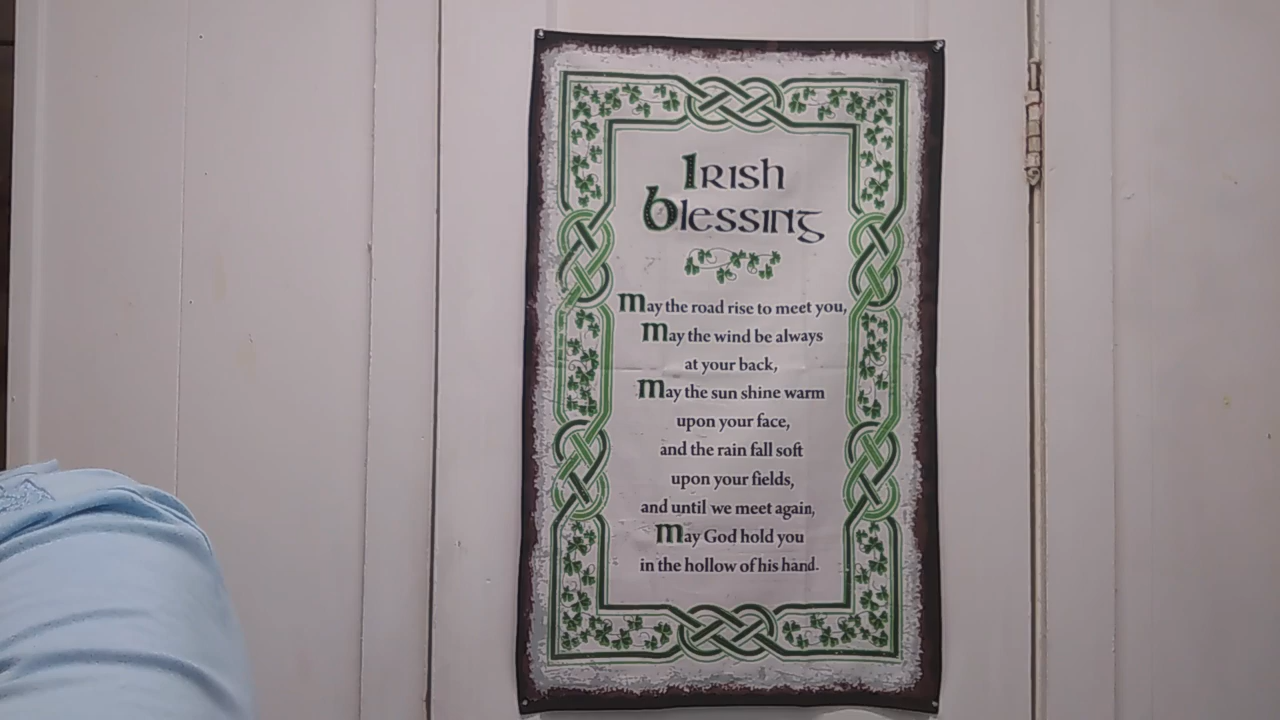 Irish
blessing
May the road rise to meet you,
May the wind be always
at your back,
May the sun shine warm
upon your face,
and the rain fall soft
upon your fields,
and until we meet again,
May God hold you
in the hollow of his hand.